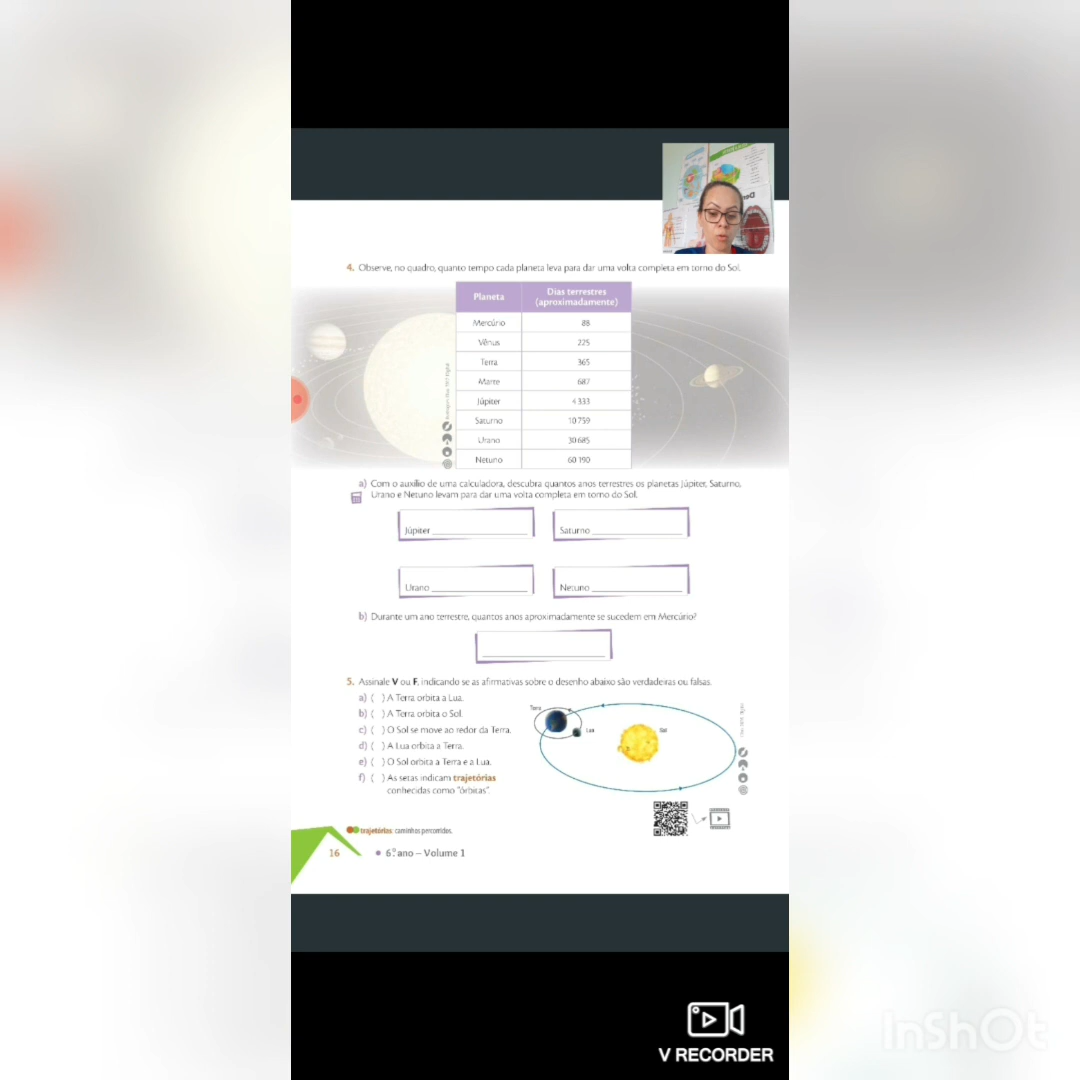 4. Observe, no quadro, quanto tempo cada planeta leva para dar uma volta completa em torno do Sol.
Planeta Dias terrestres (aproximadamente)
Mercúrio 88
Vênus 225
Terra 365
Marte 687
Júpiter 4 333
Saturno 10 759
Urano 30 685
Netuno 60 190
a) Com o auxílio de uma calculadora, descubra quantos anos terrestres os planetas Júpiter, Saturno,
Urano e Netuno levam para dar uma volta completa em torno do Sol.
Júpiter Saturno
Urano Netuno
b) Durante um ano terrestre, quantos anos aproximadamente se sucedem em Mercúrio?
5. Assinale V ou F, indicando se as afirmativas sobre o desenho abaixo são verdadeiras ou falsas.
a) ( ) A Terra orbita a Lua.
b) ( ) A Terra orbita o Sol.
c) ( ) O Sol se move ao redor da Terra.
d) ( ) A Lua orbita a Terra.
e) ( ) O Sol orbita a Terra e a Lua.
f) ( ) As setas indicam trajetórias
conhecidas como "órbitas".
Terra
Lua
Sol
trajetórias: caminhos percorridos.
16 • 6º. ano – Volume 1
V RECORDER
InShOt